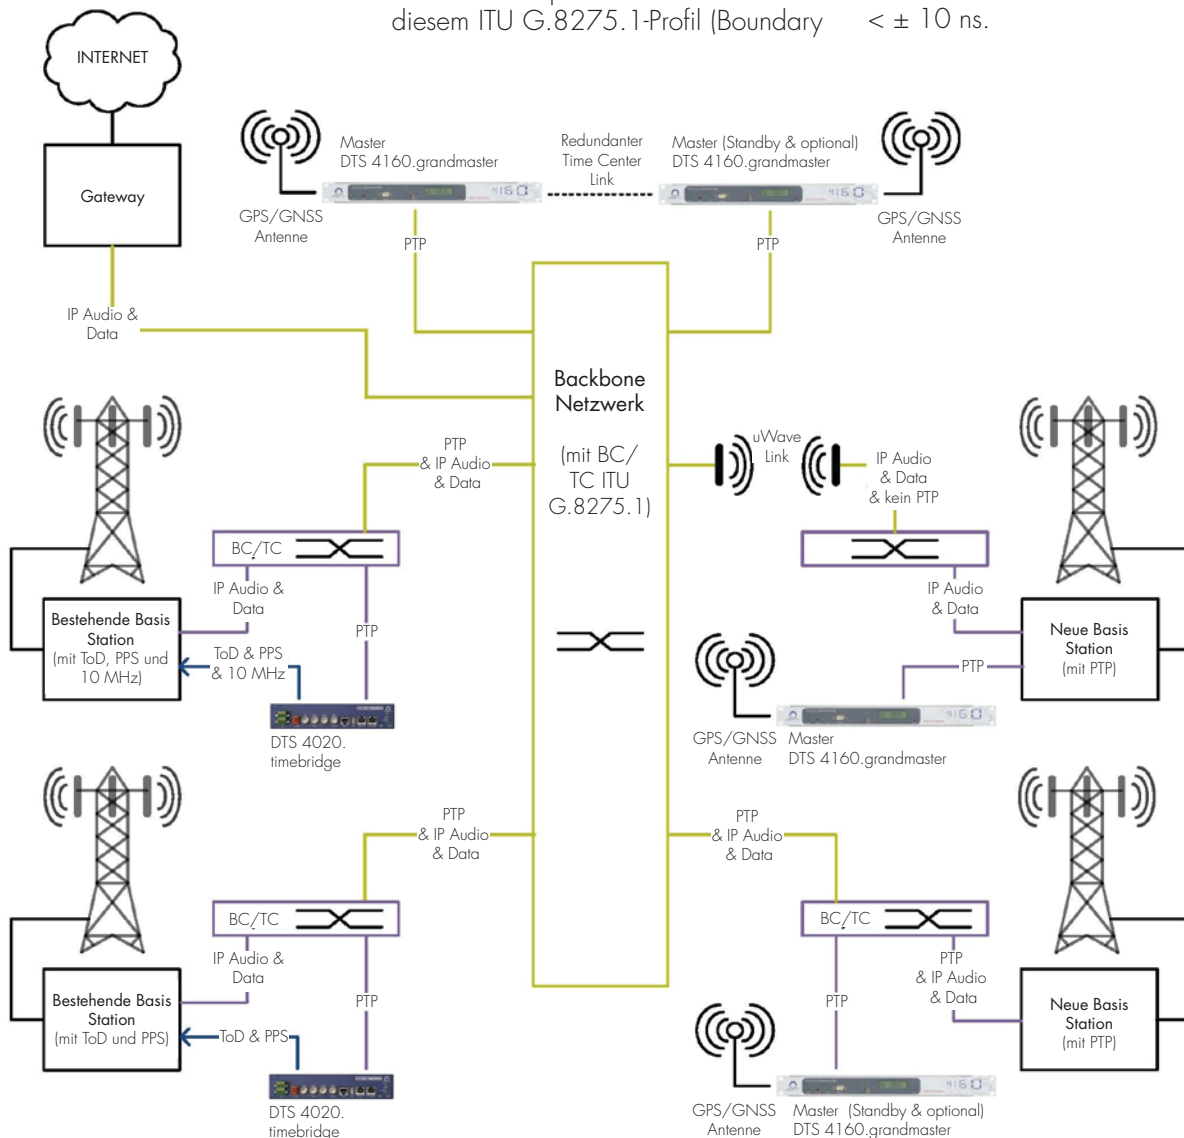 diesem ITU G.8275.1-Profil (Boundary
< ± 10 ns.
INTERNET
Gateway
IP Audio &
Data
Master
DTS 4160.grandmaster
GPS/GNSS
Antenne
PTP
Redundanter
Time Center
Link
Master (Standby & optional)
DTS 4160.grandmaster
GPS/GNSS
Antenne
PTP
Backbone
Netzwerk
(mit BC/
TC ITU
G.8275.1)
PTP
& IP Audio
& Data
BC/TC
IP Audio &
Data
PTP
Bestehende Basis
Station
(mit ToD, PPS und
10 MHz)
ToD & PPS
& 10 MHz
DTS 4020.
timebridge
uWave
Link
IP Audio
& Data
& kein PTP
IP Audio
& Data
Neue Basis
Station
(mit PTP)
PTP
GPS/GNSS
Antenne
Master
DTS 4160.grandmaster
PTP
& IP Audio
& Data
BC/TC
IP Audio &
Data
PTP
Bestehende Basis
Station
(mit ToD und PPS)
ToD & PPS
DTS 4020.
timebridge
PTP
& IP Audio
& Data
BC/TC
PTP
PTP
& IP Audio
& Data
Neue Basis
Station
(mit PTP)
GPS/GNSS
Antenne
Master (Standby & optional)
DTS 4160.grandmaster